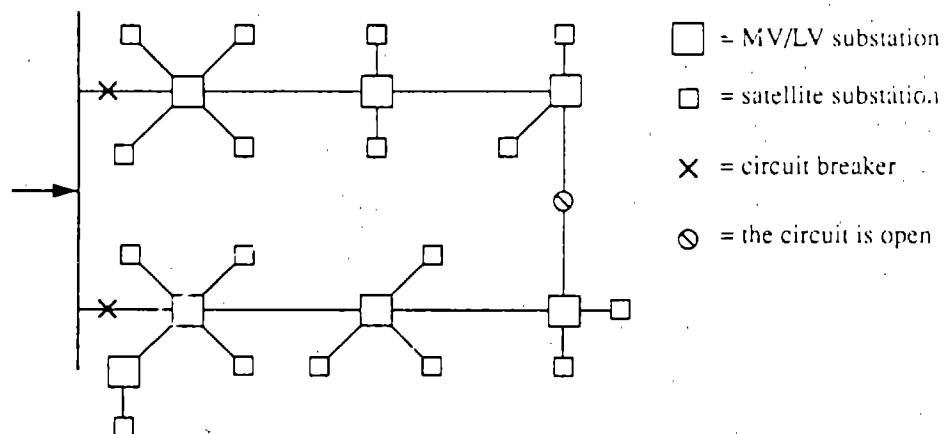 = MV/LV substation
= satellite substation
= circuit breaker
= the circuit is open